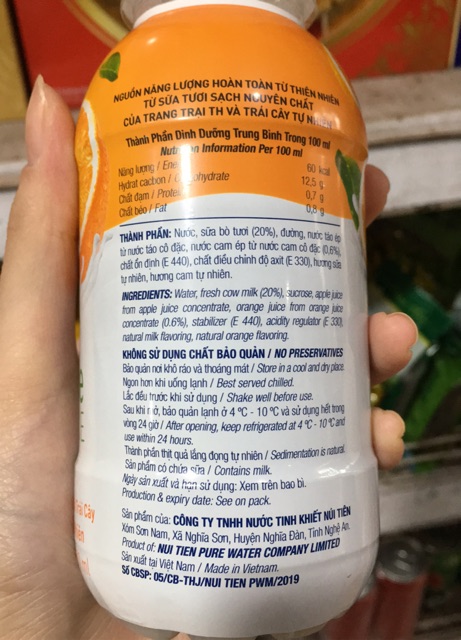 NGUỒN NĂNG LƯỢNG HOÀN TOÀN TỪ THIÊN NHIÊN
TỪ SỮA TƯƠI SẠCH NGUYÊN CHẤT
CỦA TRANG TRẠI TH VÀ TRÁI CÂY TỰ NHIÊN
Thành Phần Dinh Dưỡng Trung Bình Trong 100 ml
Nutrition Information Per 100 ml
Năng lượng / Ene 60 kcal
Hydrat cacbon / C ohydrate 12,5 g
Chất đạm / Protei 0,7 g
Chất béo / Fat 0,8 g
THÀNH PHẦN: Nước, sữa bò tươi (20%), đường, nước táo ép
từ nước táo cô đặc, nước cam ép từ nước cam cô đặc (0,6%),
chất ổn định (E 440), chất điều chỉnh độ axit (E 330), hương sữa
tự nhiên, hương cam tự nhiên.
INGREDIENTS: Water, fresh cow milk (20%), sucrose, apple juice
from apple juice concentrate, orange juice from orange juice
concentrate (0.6%), stabilizer (E 440), acidity regulator (E 330),
natural milk flavoring, natural orange flavoring.
KHÔNG SỬ DỤNG CHẤT BẢO QUẢN / NO PRESERVATIVES
Bảo quản nơi khô ráo và thoáng mát / Store in a cool and dry place.
Ngon hơn khi uống lạnh / Best served chilled.
Lắc đều trước khi sử dụng / Shake well before use.
Sau khi mở, bảo quản lạnh ở 4 ºC - 10 ºC và sử dụng hết trong
vòng 24 giờ / After opening, keep refrigerated at 4 ºC - 10 ºC and
use within 24 hours.
Thành phần thịt quả lắng đọng tự nhiên / Sedimentation is natural.
Sản phẩm có chứa sữa / Contains milk.
Ngày sản xuất và hạn sử dụng: Xem trên bao bì.
Production & expiry date: See on pack.
Sản phẩm của: CÔNG TY TNHH NƯỚC TINH KHIẾT NÚI TIÊN
Xóm Sơn Nam, Xã Nghĩa Sơn, Huyện Nghĩa Đàn, Tỉnh Nghệ An.
Product of: NUI TIEN PURE WATER COMPANY LIMITED
Sản xuất tại Việt Nam / Made in Vietnam.
Số CBSP: 05/CB-THJ/NUI TIEN PWM/2019
rái Cây
iên
ml